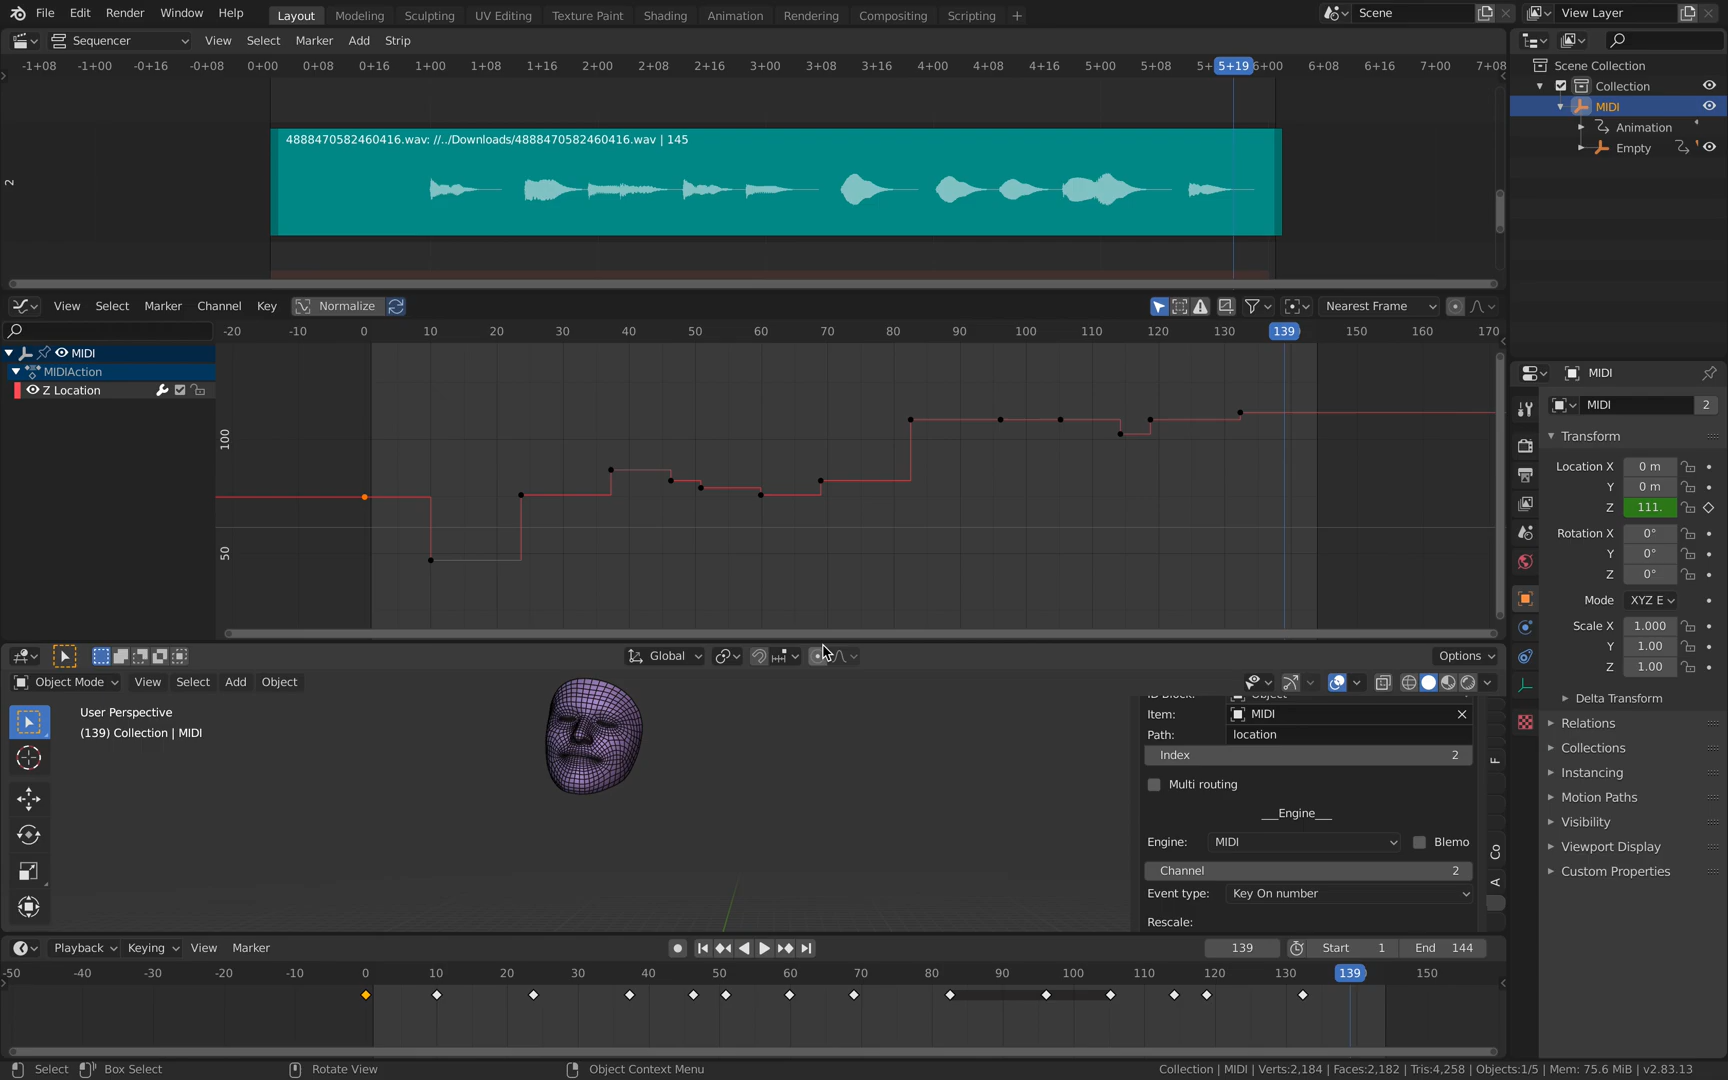 File Edit Render Window Help Layout Modeling Sculpting UV Editing Texture Paint Shading Animation Rendering Compositing Scripting + Scene View Layer
Sequencer View Select Marker Add Strip
-1+08 -1+00 -0+16 -0+08 0+00 0+08 0+16 1+00 1+08 1+16 2+00 2+08 2+16 3+00 3+08 3+16 4+00 4+08 4+16 5+00 5+08 5+19 6+00 6+08 6+16 7+00 7+08
Scene Collection
Collection
MIDI
Animation
Empty
4888470582460416.wav: //../Downloads/4888470582460416.wav | 145
2
View Select Marker Channel Key Normalize Nearest Frame
-20 -10 0 10 20 30 40 50 60 70 80 90 100 110 120 130 139 150 160 170
MIDI
MIDIAction
Z Location
100
50
MIDI
MIDI 2
Transform
Location X 0 m
Y 0 m
Z 111.
Rotation X 0°
Y 0°
Z 0°
Mode XYZ E
Scale X 1.000
Y 1.00
Z 1.00
Delta Transform
Relations
Collections
Instancing
Motion Paths
Visibility
Viewport Display
Custom Properties
Global Options
Object Mode View Select Add Object
User Perspective
(139) Collection | MIDI
Item: MIDI
Path: location
Index 2
Multi routing
___Engine___
Engine: MIDI Blemo
Channel 2
Event type: Key On number
Rescale:
F
Co
A
Playback Keying View Marker 139 Start 1 End 144
-50 -40 -30 -20 -10 0 10 20 30 40 50 60 70 80 90 100 110 120 130 139 150
Select Box Select Rotate View Object Context Menu Collection | MIDI | Verts:2,184 | Faces:2,182 | Tris:4,258 | Objects:1/5 | Mem: 75.6 MiB | v2.83.13